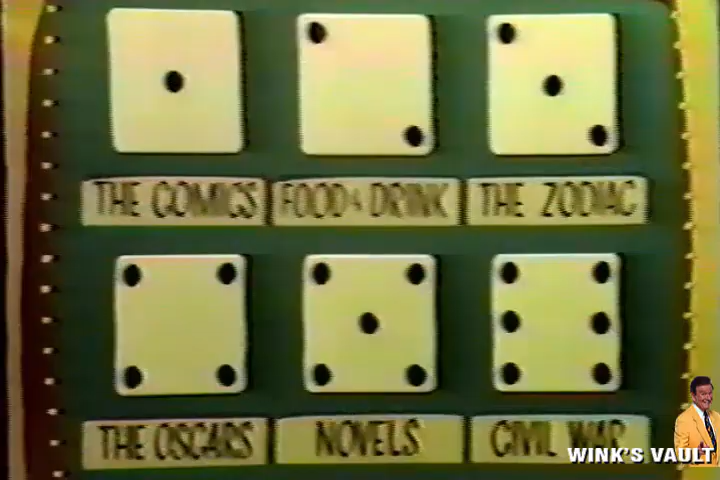 THE COMICS
FOOD & DRINK
THE ZODIAC
THE OSCARS
NOVELS
CIVIL WAR
WINK'S VAULT